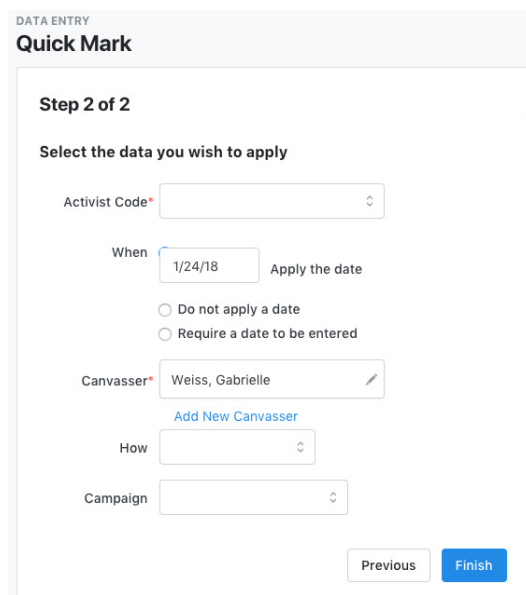 DATA ENTRY
Quick Mark
Step 2 of 2
Select the data you wish to apply
Activist Code*
When 1/24/18 Apply the date
Do not apply a date
Require a date to be entered
Canvasser* Weiss, Gabrielle
Add New Canvasser
How
Campaign
Previous Finish